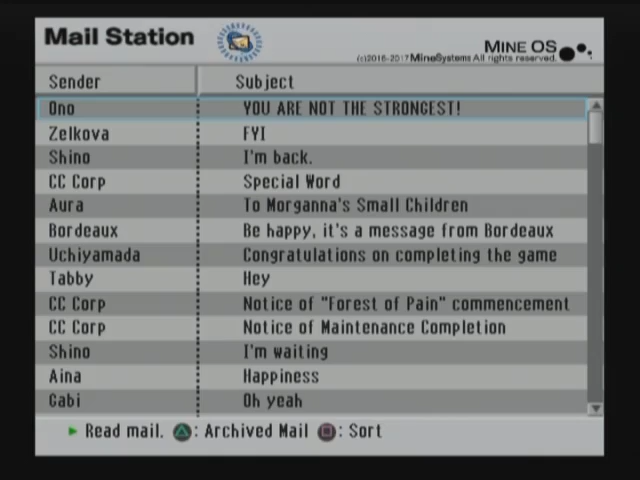 Mail Station
MINE OS
(c)2016-2017 MineSystems All rights reserved.
Sender Subject
Ono YOU ARE NOT THE STRONGEST!
Zelkova FYI
Shino I'm back.
CC Corp Special Word
Aura To Morganna's Small Children
Bordeaux Be happy, it's a message from Bordeaux
Uchiyamada Congratulations on completing the game
Tabby Hey
CC Corp Notice of "Forest of Pain" commencement
CC Corp Notice of Maintenance Completion
Shino I'm waiting
Aina Happiness
Gabi Oh yeah
Read mail. : Archived Mail : Sort